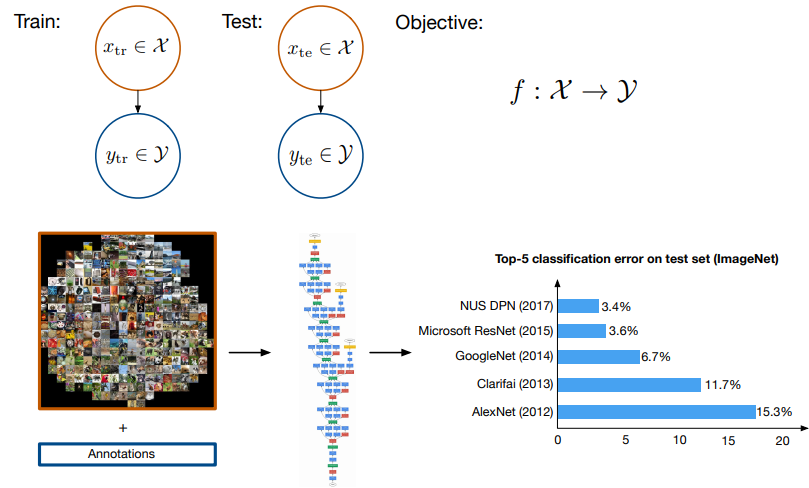 Train:
Test:
Objective:
x_tr ∈ 𝒳
x_te ∈ 𝒳
f : 𝒳 → 𝒴
y_tr ∈ 𝒴
y_te ∈ 𝒴
+
Annotations
Top-5 classification error on test set (ImageNet)
NUS DPN (2017) 3.4%
Microsoft ResNet (2015) 3.6%
GoogleNet (2014) 6.7%
Clarifai (2013) 11.7%
AlexNet (2012) 15.3%
0 5 10 15 20